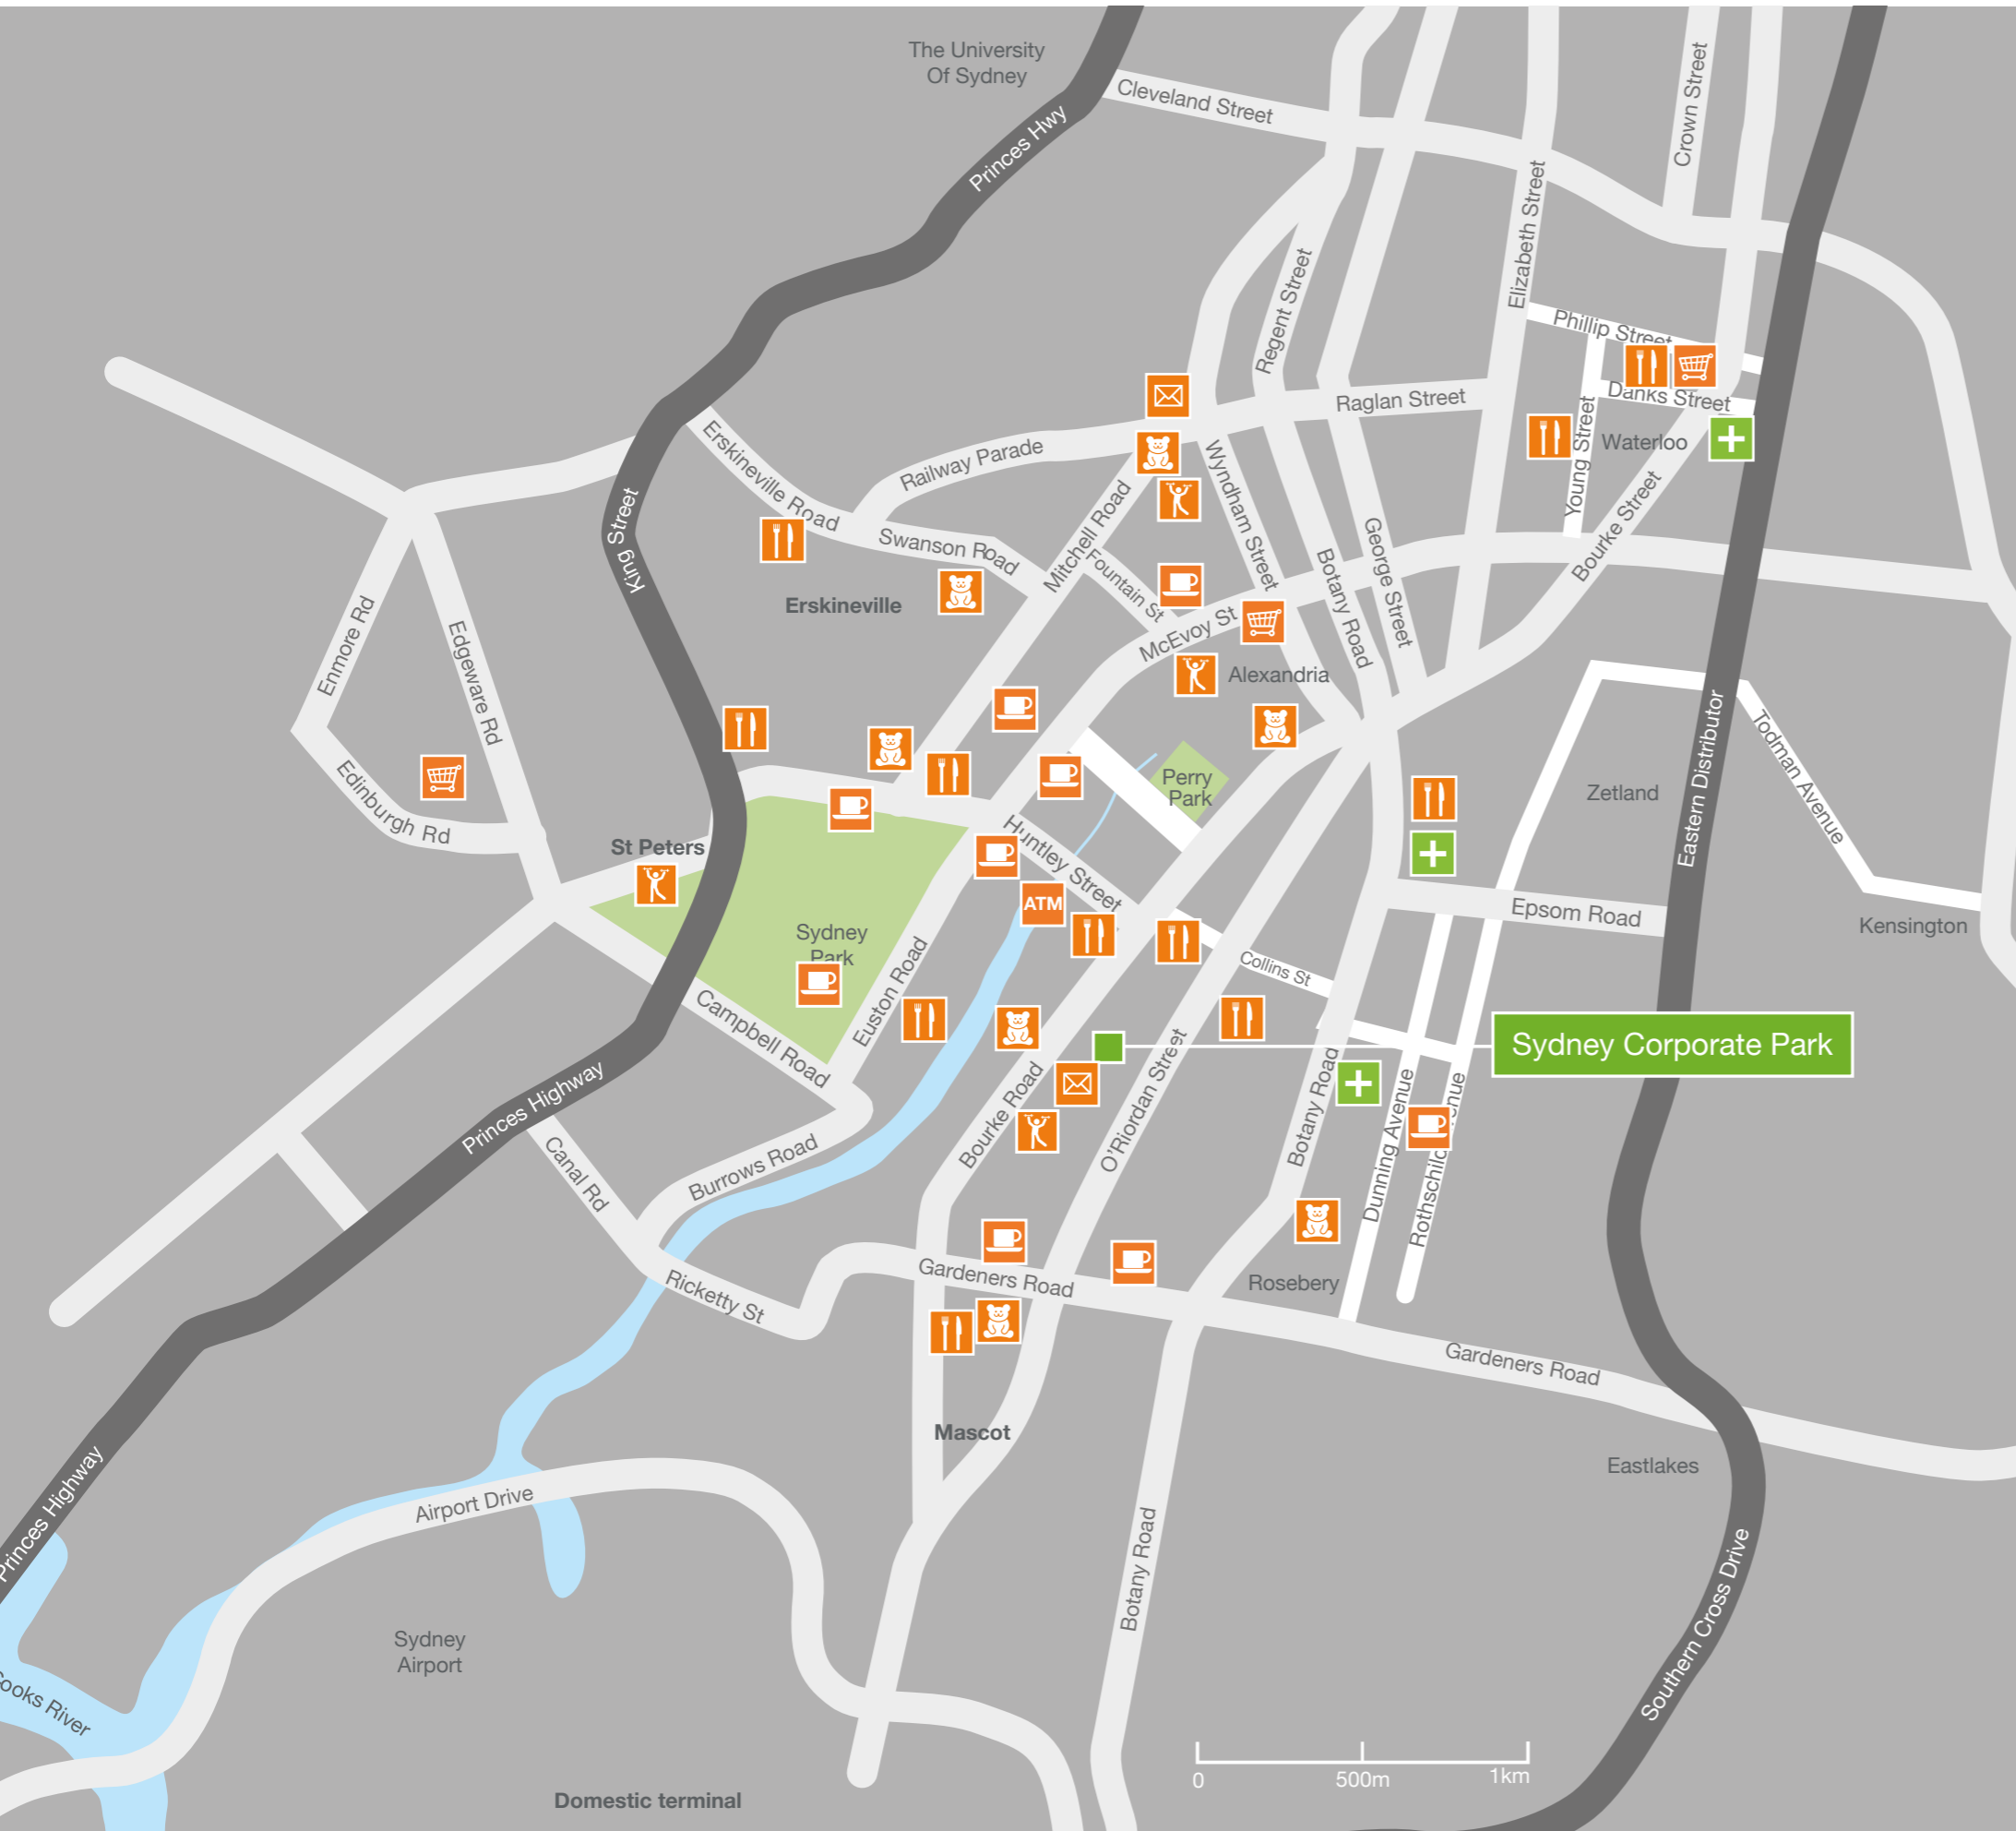 The University
Of Sydney
Princes Hwy
Cleveland Street
Crown Street
Elizabeth Street
Regent Street
Phillip Street
Raglan Street
Danks Street
Young Street
Waterloo
Erskineville Road
Railway Parade
Wyndham Street
King Street
Swanson Road
Mitchell Road
Fountain St
Botany Road
George Street
Bourke Street
Erskineville
McEvoy St
Alexandria
Enmore Rd
Edgeware Rd
Edinburgh Rd
Perry
Park
Zetland
Eastern Distributor
Todman Avenue
St Peters
Huntley Street
ATM
Epsom Road
Kensington
Sydney
Park
Collins St
Euston Road
Campbell Road
Sydney Corporate Park
Princes Highway
Bourke Road
O'Riordan Street
Botany Road
Dunning Avenue
Canal Rd
Burrows Road
Ricketty St
Gardeners Road
Rosebery
Gardeners Road
Mascot
Eastlakes
Princes Highway
Airport Drive
Botany Road
Southern Cross Drive
Sydney
Airport
Cooks River
0
500m
1km
Domestic terminal